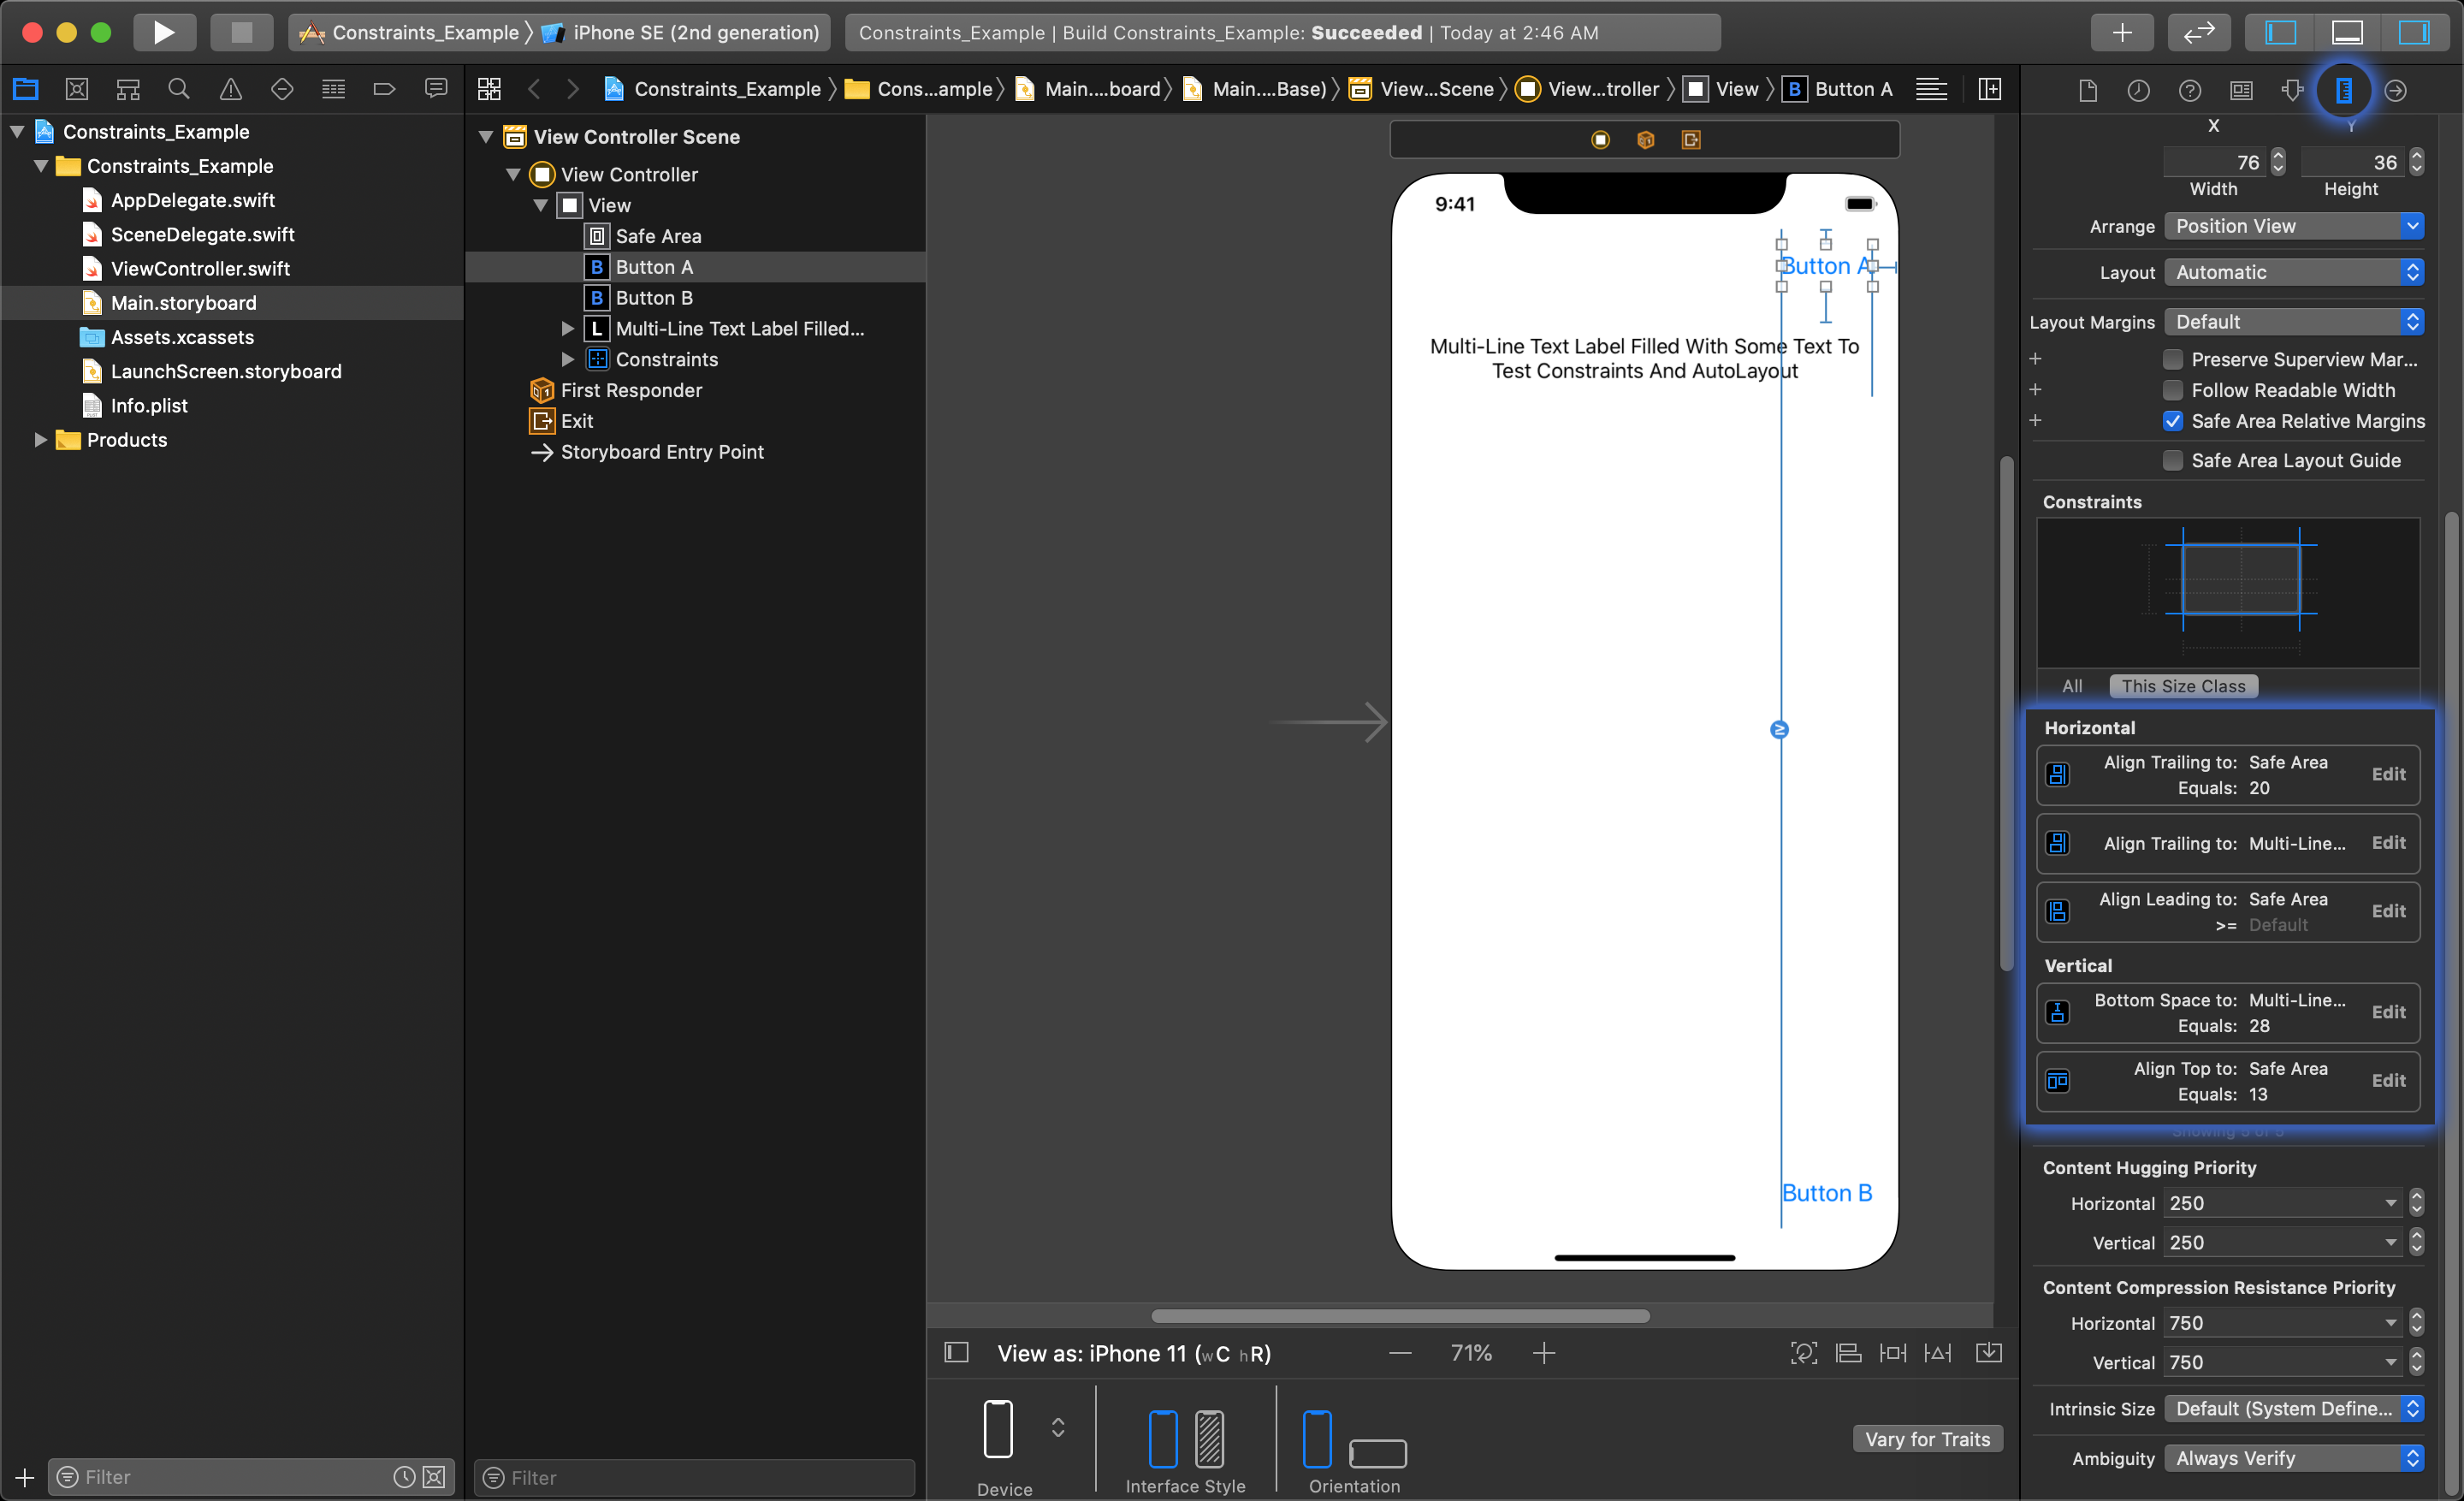 Constraints_Example 〉 iPhone SE (2nd generation)
Constraints_Example | Build Constraints_Example: Succeeded | Today at 2:46 AM
Constraints_Example 〉 Cons...ample 〉 Main....board 〉 Main....Base) 〉 View...Scene 〉 View...troller 〉 View 〉 B Button A
Constraints_Example
Constraints_Example
AppDelegate.swift
SceneDelegate.swift
ViewController.swift
Main.storyboard
Assets.xcassets
LaunchScreen.storyboard
Info.plist
Products
Filter
View Controller Scene
View Controller
View
Safe Area
B Button A
B Button B
L Multi-Line Text Label Filled...
Constraints
First Responder
Exit
Storyboard Entry Point
Filter
9:41
Button A
Multi-Line Text Label Filled With Some Text To
Test Constraints And AutoLayout
Button B
View as: iPhone 11 (wC hR)
71%
Device
Interface Style
Orientation
Vary for Traits
X Y
76 36
Width Height
Arrange Position View
Layout Automatic
Layout Margins Default
Preserve Superview Mar...
Follow Readable Width
Safe Area Relative Margins
Safe Area Layout Guide
Constraints
All This Size Class
Horizontal
Align Trailing to: Safe Area
Equals: 20
Edit
Align Trailing to: Multi-Line...
Edit
Align Leading to: Safe Area
>= Default
Edit
Vertical
Bottom Space to: Multi-Line...
Equals: 28
Edit
Align Top to: Safe Area
Equals: 13
Edit
Showing 5 of 5
Content Hugging Priority
Horizontal 250
Vertical 250
Content Compression Resistance Priority
Horizontal 750
Vertical 750
Intrinsic Size Default (System Define...
Ambiguity Always Verify